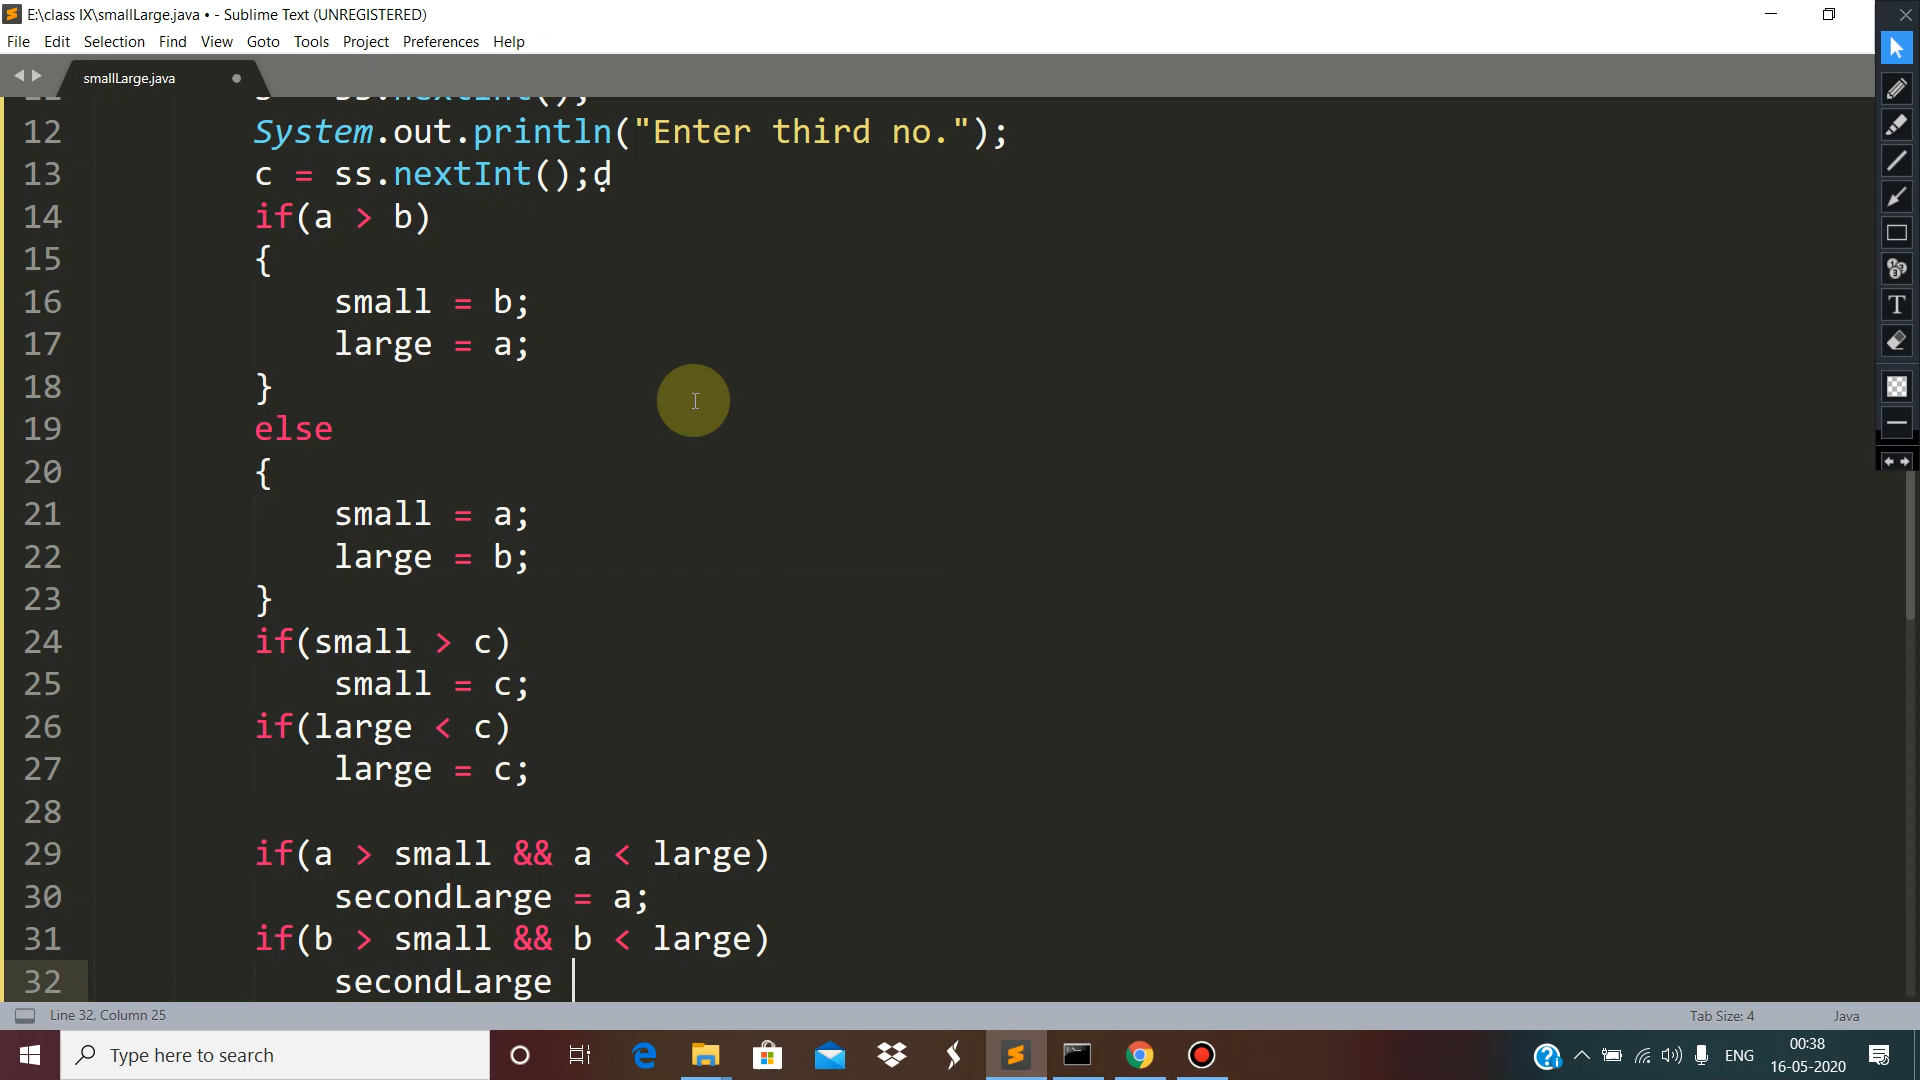 E:\class IX\smallLarge.java • - Sublime Text (UNREGISTERED)
File Edit Selection Find View Goto Tools Project Preferences Help
smallLarge.java
12 System.out.println("Enter third no.");
13 c = ss.nextInt();d
14 if(a > b)
15 {
16 small = b;
17 large = a;
18 }
19 else
20 {
21 small = a;
22 large = b;
23 }
24 if(small > c)
25 small = c;
26 if(large < c)
27 large = c;
28
29 if(a > small && a < large)
30 secondLarge = a;
31 if(b > small && b < large)
32 secondLarge
Line 32, Column 25
Tab Size: 4
Java
Type here to search
ENG
00:38
16-05-2020